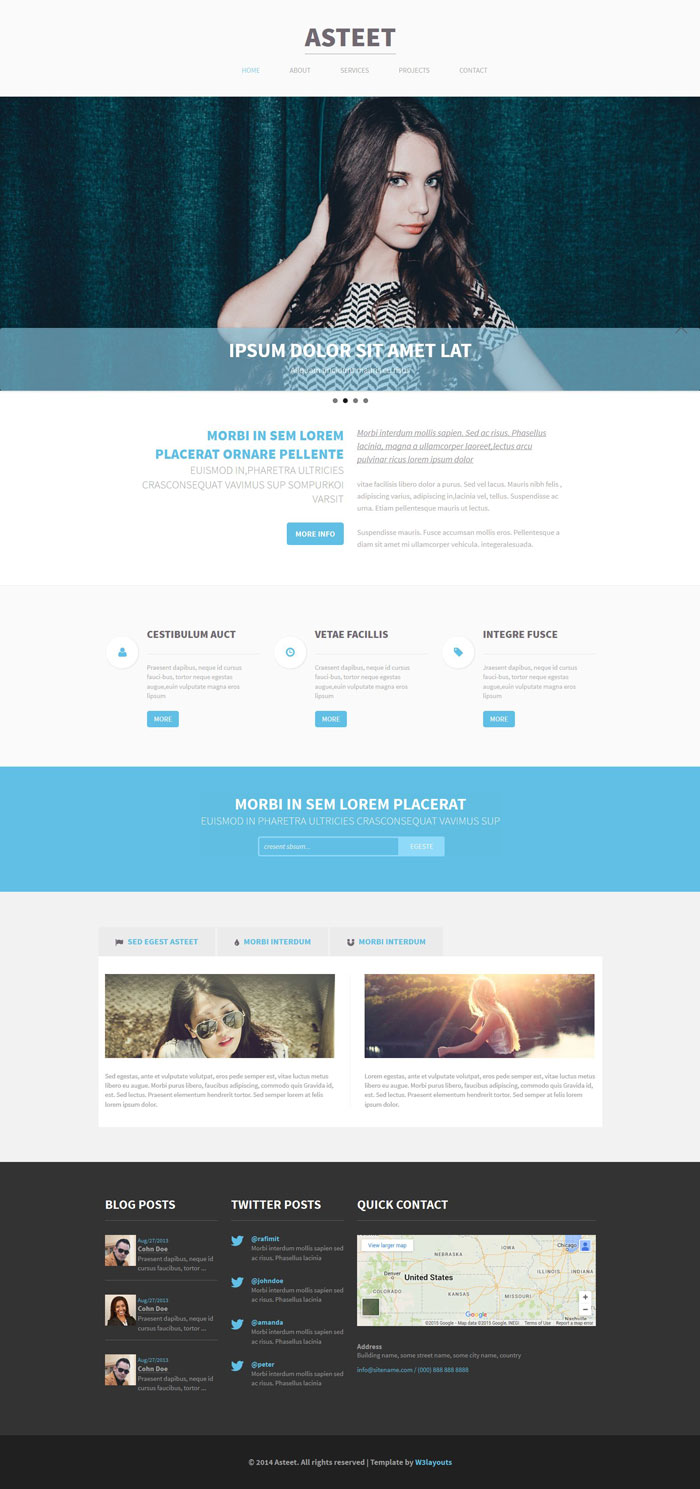 ASTEET
HOME ABOUT SERVICES PROJECTS CONTACT
IPSUM DOLOR SIT AMET LAT
MORBI IN SEM LOREM
PLACERAT ORNARE PELLENTE
EUISMOD IN,PHARETRA ULTRICIES
CRASCONSEQUAT VAVIMUS SUP SOMPURKOI
VARSIT
MORE INFO
Morbi interdum mollis sapien. Sed ac risus. Phasellus
lacinia, magna a ullamcorper laoreet,lectus arcu
pulvinar ricus lorem ipsum dolor
vitae facilisis libero dolor a purus. Sed vel lacus. Mauris nibh felis ,
adipiscing varius, adipiscing in,lacinia vel, tellus. Suspendisse ac
urna. Etiam pellentesque mauris ut lectus.
Suspendisse mauris. Fusce accumsan mollis eros. Pellentesque a
diam sit amet mi ullamcorper vehicula. integeralesuada.
CESTIBULUM AUCT
Praesent dapibus, neque id cursus
fauci-bus, tortor neque egestas
augue,euin vulputate magna eros
lipsum
MORE
VETAE FACILLIS
Craesent dapibus, neque id cursus
fauci-bus, tortor neque egestas
augue,euir vulputate magna eros
lipsum
MORE
INTEGRE FUSCE
Jraesent dapibus, neque id cursus
fauci-bus, tortor neque egestas
augue,euir vulputate magna eros
lipsum
MORE
MORBI IN SEM LOREM PLACERAT
EUISMOD IN PHARETRA ULTRICIES CRASCONSEQUAT VAVIMUS SUP
cresent sbsum... EGESTE
SED EGEST ASTEET MORBI INTERDUM MORBI INTERDUM
Sed egestas, ante et vulputate volutpat, eros pede semper est, vitae luctus metus
libero eu augue. Morbi purus libero, faucibus adipiscing, commodo quis Gravida id,
est. Sed lectus. Praesent elementum hendrerit tortor. Sed semper lorem at
lorem ipsum dolor.
Lorem egestas, ante et vulputate volutpat, eros pede semper est, vitae luctus metus
libero eu augue. Morbi purus libero, faucibus adipiscing, commodo quis Gravida id,
est. Sed lectus. Praesent elementum hendrerit tortor. Sed semper lorem at
ipsum dolor.
BLOG POSTS
Aug/27/2013
Cohn Doe
Praesent dapibus, neque id
cursus faucibus, tortor ...
Aug/27/2013
Cohn Doe
Praesent dapibus, neque id
cursus faucibus, tortor ...
Aug/27/2013
Cohn Doe
Praesent dapibus, neque id
cursus faucibus, tortor ...
TWITTER POSTS
@rafimit
Morbi interdum mollis sapien sed
ac risus. Phasellus lacinia
@johndoe
Morbi interdum mollis sapien sed
ac risus. Phasellus lacinia
@amanda
Morbi interdum mollis sapien sed
ac risus. Phasellus lacinia
@peter
Morbi interdum mollis sapien sed
ac risus. Phasellus lacinia
QUICK CONTACT
View larger map
Chicago
IOWA
NEBRASKA
ILLINOIS INDIANA
Denver
United States
COLORADO
KANSAS MISSOURI
Nashville
Google
©2015 Google - Map data ©2015 Google, INEGI Terms of Use Report a map error
Address
Building name, some street name, some city name, country
info@sitename.com / (000) 888 888 8888
© 2014 Asteet. All rights reserved | Template by W3layouts